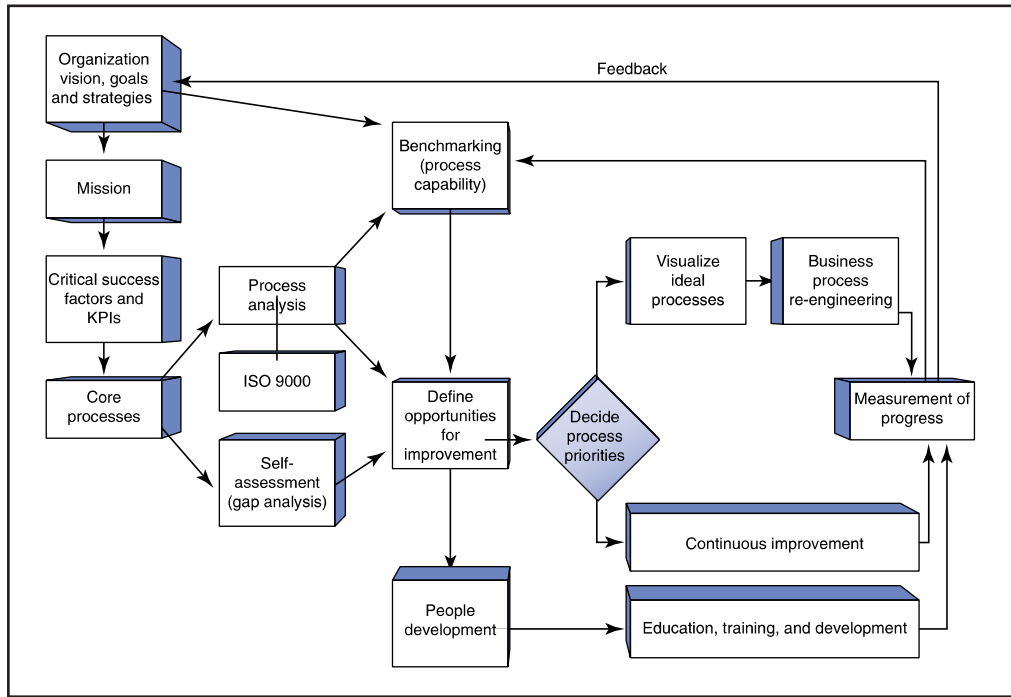 Organization
vision, goals
and strategies
Feedback
Benchmarking
(process
capability)
Mission
Critical success
factors and
KPIs
Process
analysis
Visualize
ideal
processes
Business
process
re-engineering
ISO 9000
Core
processes
Define
opportunities for
improvement
Decide
process
priorities
Measurement of
progress
Self-
assessment
(gap analysis)
Continuous improvement
People
development
Education, training, and development